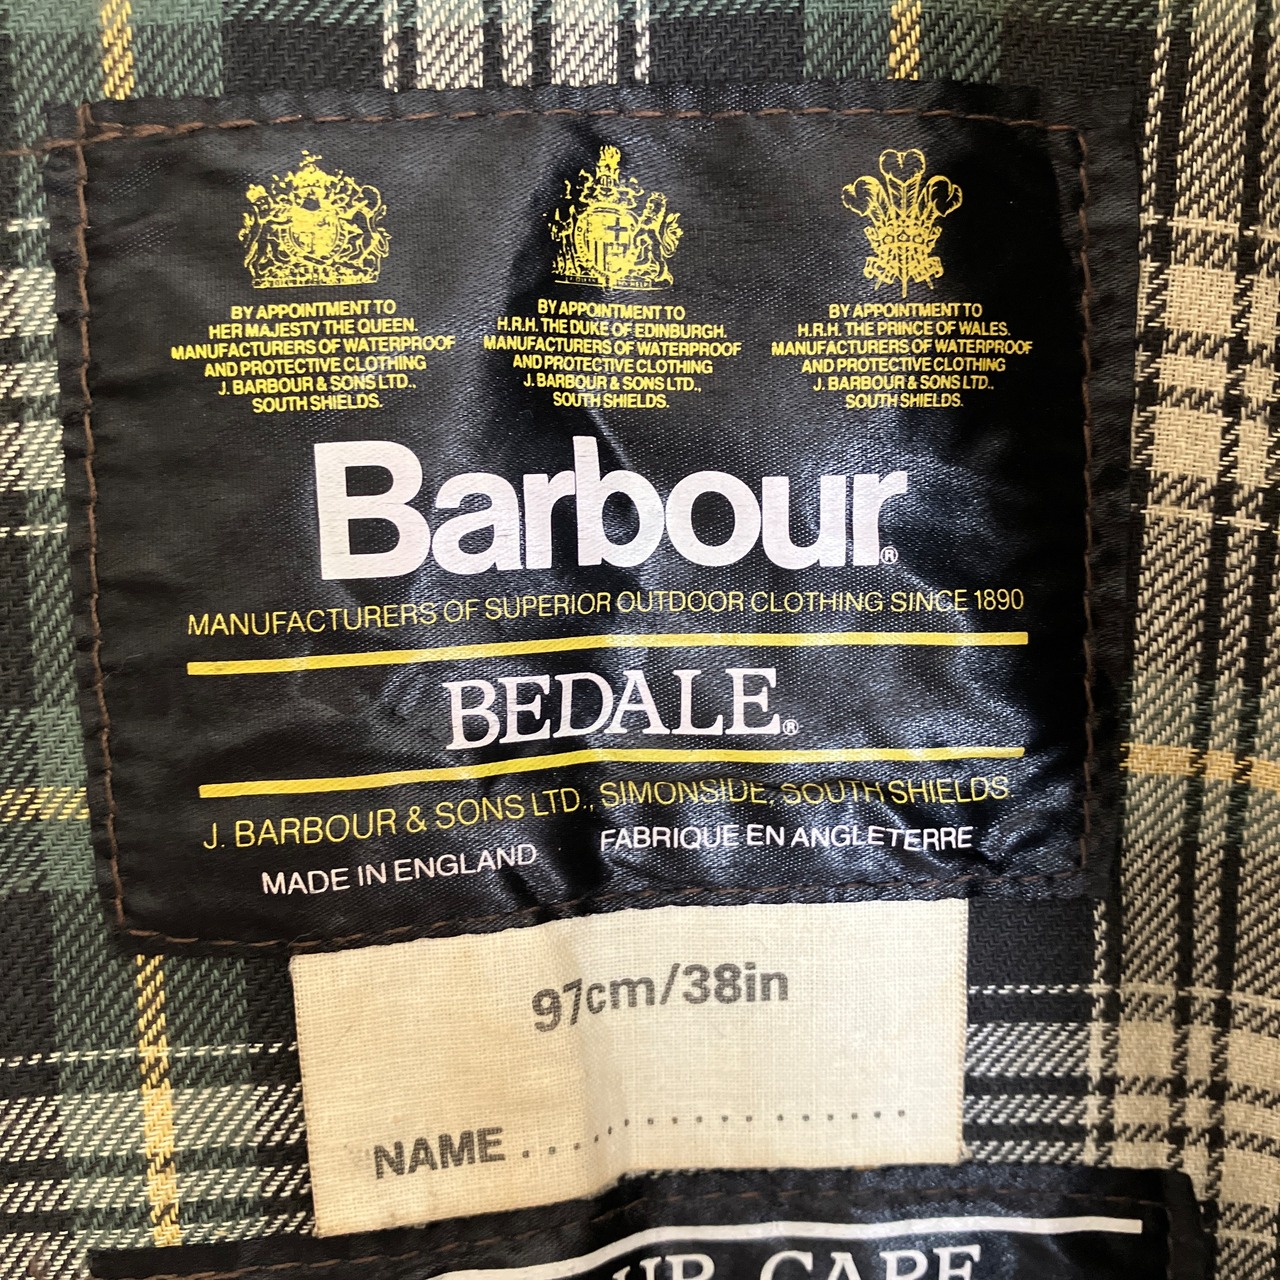 BY APPOINTMENT TO
HER MAJESTY THE QUEEN.
MANUFACTURERS OF WATERPROOF
AND PROTECTIVE CLOTHING
J. BARBOUR & SONS LTD.,
SOUTH SHIELDS.
BY APPOINTMENT TO
H.R.H. THE DUKE OF EDINBURGH.
MANUFACTURERS OF WATERPROOF
AND PROTECTIVE CLOTHING
J. BARBOUR & SONS LTD.,
SOUTH SHIELDS.
BY APPOINTMENT TO
H.R.H. THE PRINCE OF WALES.
MANUFACTURERS OF WATERPROOF
AND PROTECTIVE CLOTHING
J. BARBOUR & SONS LTD.,
SOUTH SHIELDS.
Barbour®
MANUFACTURERS OF SUPERIOR OUTDOOR CLOTHING SINCE 1890
BEDALE®
J. BARBOUR & SONS LTD., SIMONSIDE, SOUTH SHIELDS.
MADE IN ENGLAND FABRIQUE EN ANGLETERRE
97cm/38in
NAME . . . . . . . . . . . . . . . .
CARE